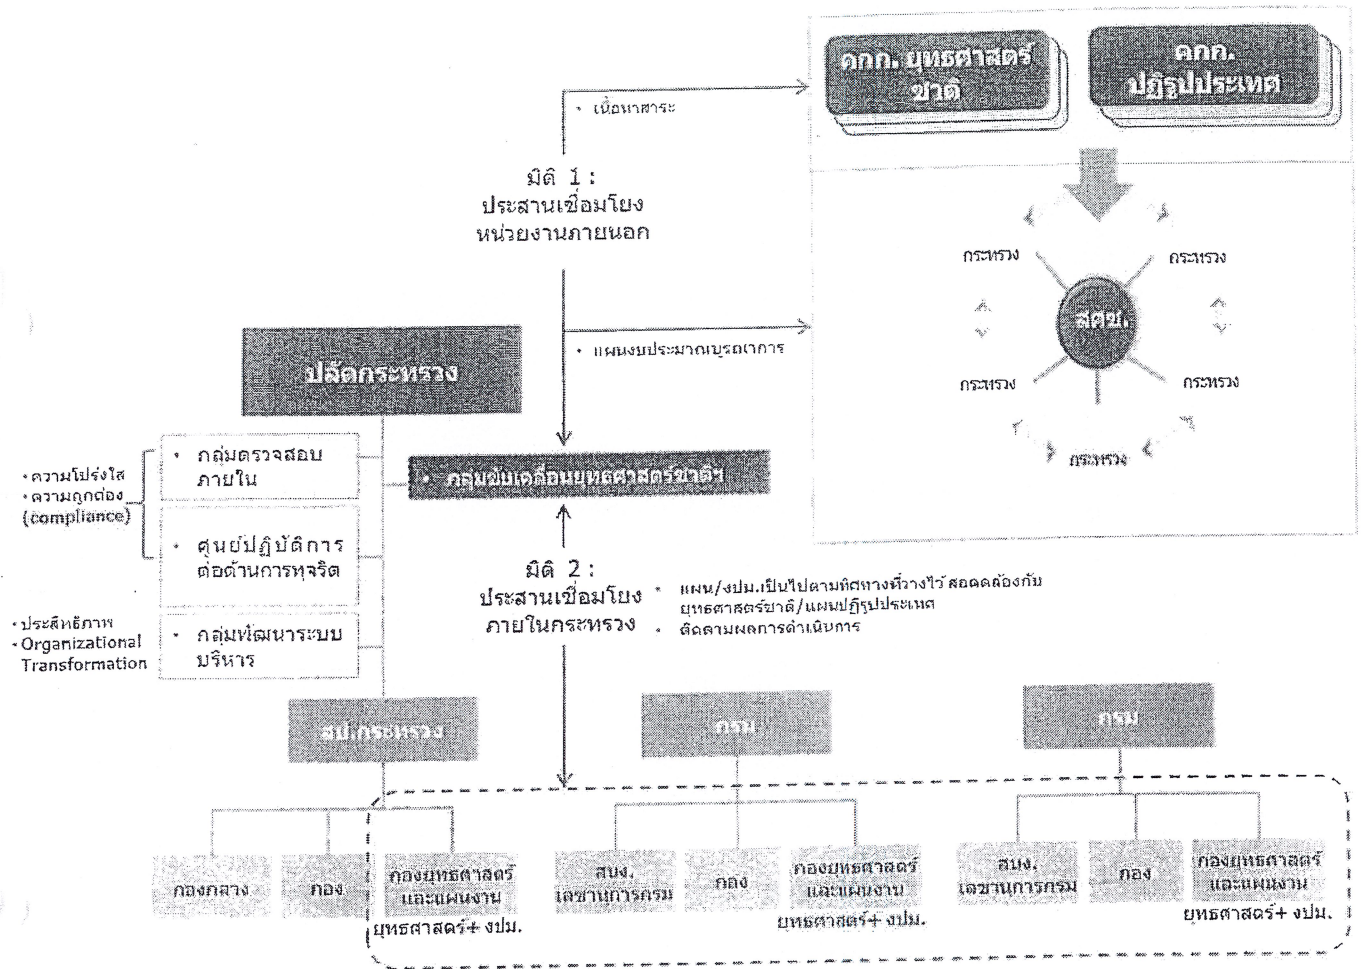 คกก. ยุทธศาสตร์
ชาติ
คกก.
ปฏิรูปประเทศ
• เนื้อหาสาระ
มิติ 1 :
ประสานเชื่อมโยง
หน่วยงานภายนอก
กระทรวง
กระทรวง
สศช.
กระทรวง
กระทรวง
กระทรวง
• แผนงบประมาณบูรณาการ
ปลัดกระทรวง
• กลุ่มตรวจสอบ
ภายใน
• กลุ่มขับเคลื่อนยุทธศาสตร์ชาติฯ
• ความโปร่งใส
• ความถูกต้อง
(compliance)
• ศูนย์ปฏิบัติการ
ต่อต้านการทุจริต
มิติ 2 :
ประสานเชื่อมโยง
ภายในกระทรวง
• แผน/งปม.เป็นไปตามทิศทางที่วางไว้ สอดคล้องกับ
ยุทธศาสตร์ชาติ/แผนปฏิรูปประเทศ
• ติดตามผลการดำเนินการ
• ประสิทธิภาพ
• Organizational
Transformation
• กลุ่มพัฒนาระบบ
บริหาร
สป.กระทรวง
กรม
กรม
กองกลาง
กอง
กองยุทธศาสตร์
และแผนงาน
ยุทธศาสตร์+ งปม.
สนง.
เลขานุการกรม
กอง
กองยุทธศาสตร์
และแผนงาน
ยุทธศาสตร์+ งปม.
สนง.
เลขานุการกรม
กอง
กองยุทธศาสตร์
และแผนงาน
ยุทธศาสตร์+ งปม.